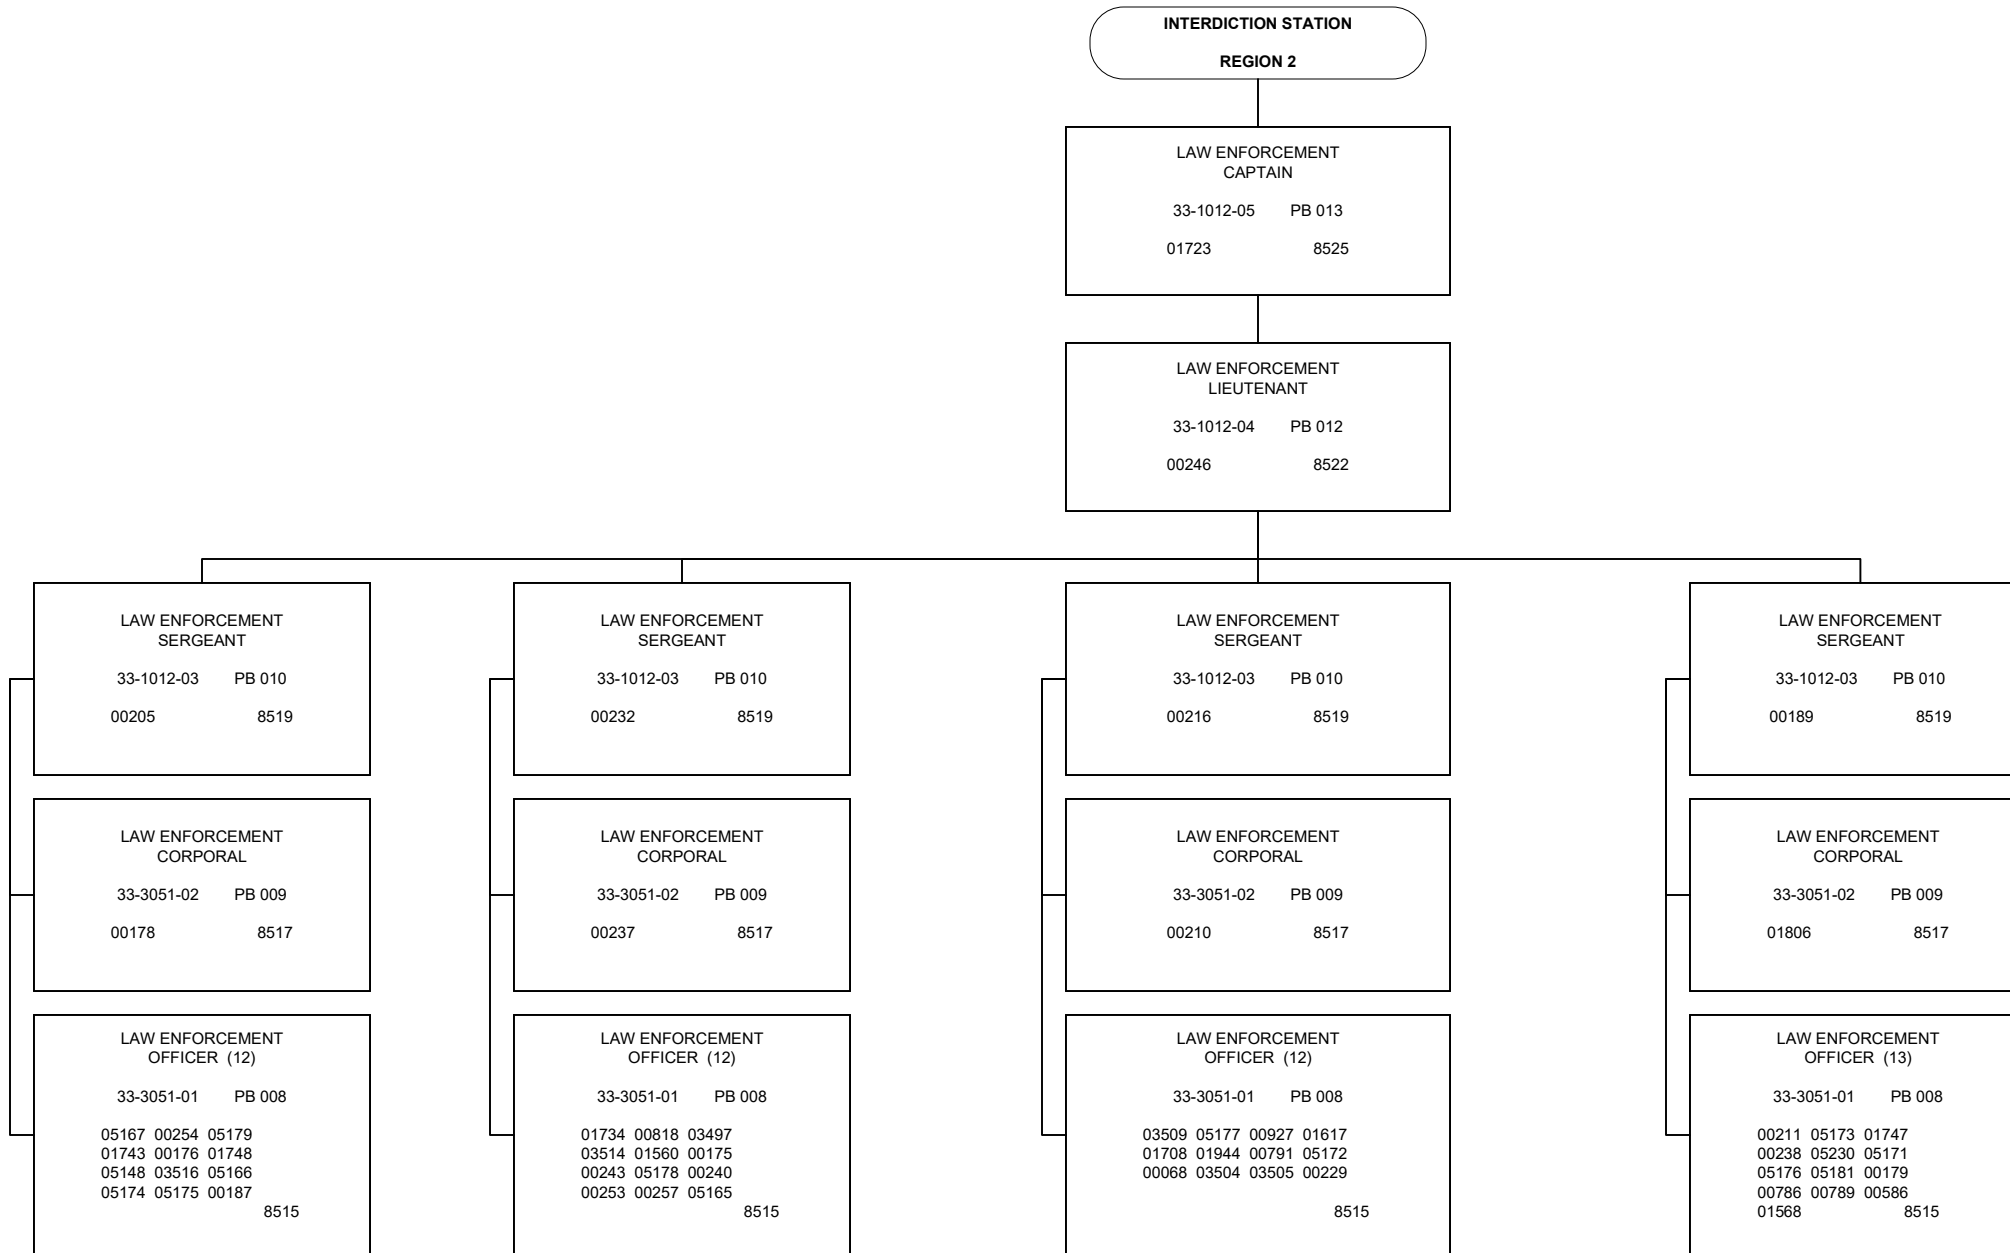 INTERDICTION STATION
REGION 2
LAW ENFORCEMENT
CAPTAIN
33-1012-05 PB 013
01723 8525
LAW ENFORCEMENT
LIEUTENANT
33-1012-04 PB 012
00246 8522
LAW ENFORCEMENT
SERGEANT
33-1012-03 PB 010
00205 8519
LAW ENFORCEMENT
CORPORAL
33-3051-02 PB 009
00178 8517
LAW ENFORCEMENT
OFFICER (12)
33-3051-01 PB 008
05167 00254 05179
01743 00176 01748
05148 03516 05166
05174 05175 00187
8515
LAW ENFORCEMENT
SERGEANT
33-1012-03 PB 010
00232 8519
LAW ENFORCEMENT
CORPORAL
33-3051-02 PB 009
00237 8517
LAW ENFORCEMENT
OFFICER (12)
33-3051-01 PB 008
01734 00818 03497
03514 01560 00175
00243 05178 00240
00253 00257 05165
8515
LAW ENFORCEMENT
SERGEANT
33-1012-03 PB 010
00216 8519
LAW ENFORCEMENT
CORPORAL
33-3051-02 PB 009
00210 8517
LAW ENFORCEMENT
OFFICER (12)
33-3051-01 PB 008
03509 05177 00927 01617
01708 01944 00791 05172
00068 03504 03505 00229
8515
LAW ENFORCEMENT
SERGEANT
33-1012-03 PB 010
00189 8519
LAW ENFORCEMENT
CORPORAL
33-3051-02 PB 009
01806 8517
LAW ENFORCEMENT
OFFICER (13)
33-3051-01 PB 008
00211 05173 01747
00238 05230 05171
05176 05181 00179
00786 00789 00586
01568 8515